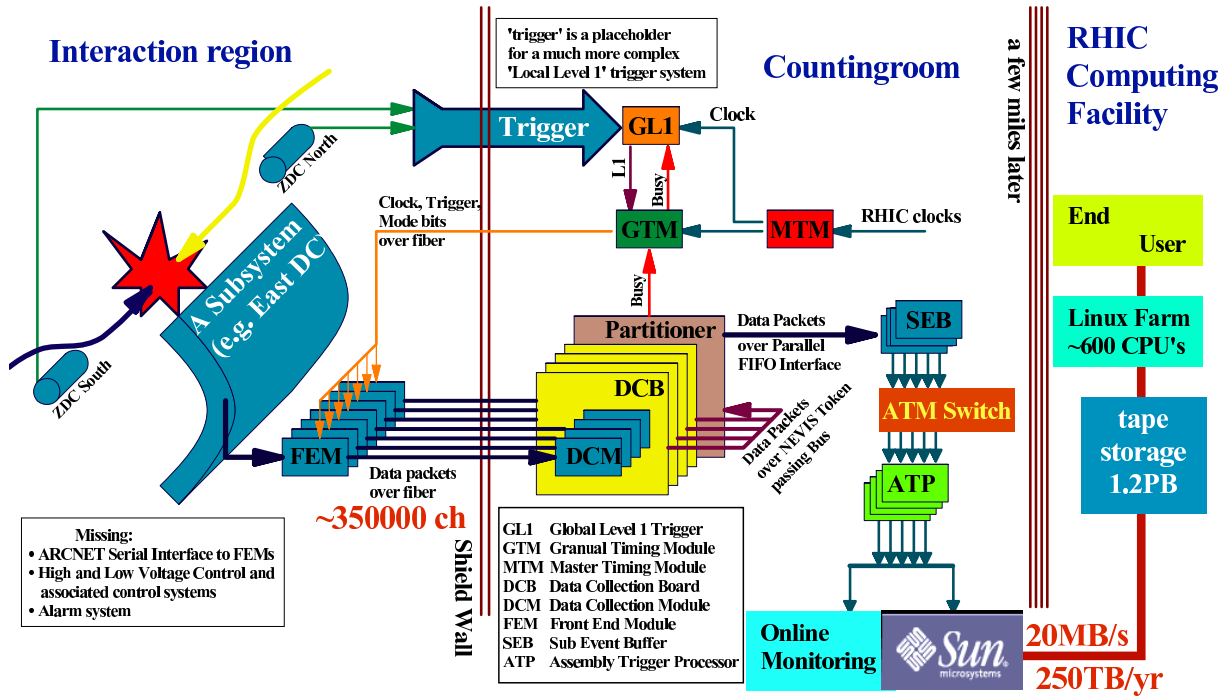 Interaction region
'trigger' is a placeholder
for a much more complex
'Local Level 1' trigger system
Countingroom
a few miles later
RHIC
Computing
Facility
Trigger
GL1
Clock
ZDC North
L1
Busy
Clock, Trigger,
Mode bits
over fiber
GTM
MTM
RHIC clocks
End
User
A Subsystem
(e.g. East DC)
Busy
Partitioner
Data Packets
over Parallel
FIFO Interface
SEB
Linux Farm
~600 CPU's
ZDC South
DCB
ATM Switch
tape
storage
1.2PB
FEM
DCM
Data Packets
over NEVIS Token
passing Bus
ATP
Data packets
over fiber
~350000 ch
Missing:
• ARCNET Serial Interface to FEMs
• High and Low Voltage Control and
associated control systems
• Alarm system
Shield Wall
GL1 Global Level 1 Trigger
GTM Granual Timing Module
MTM Master Timing Module
DCB Data Collection Board
DCM Data Collection Module
FEM Front End Module
SEB Sub Event Buffer
ATP Assembly Trigger Processor
Online
Monitoring
Sun
microsystems
20MB/s
250TB/yr